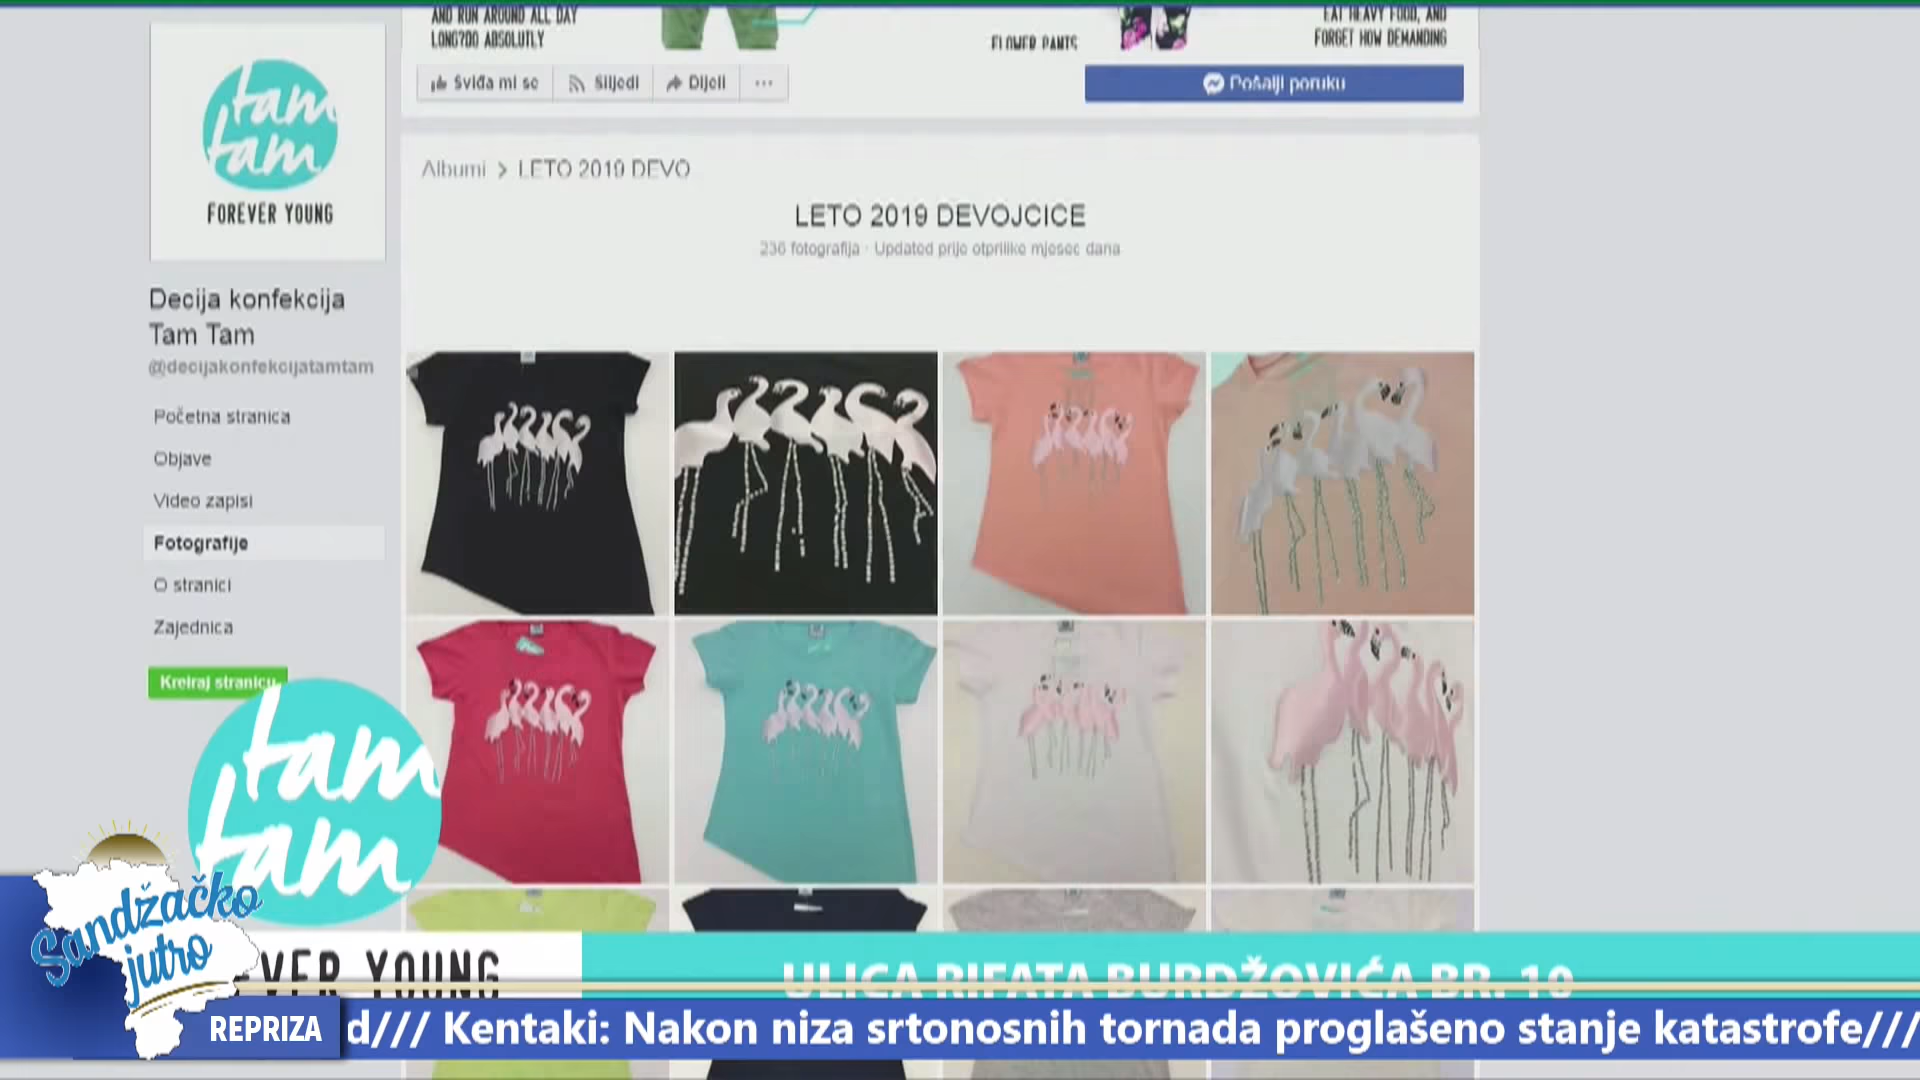 AND RUN AROUND ALL DAY
LONG?DO ABSOLUTLY
FLOWER PANTS
EAT HEAVY FOOD, AND
FORGET HOW DEMANDING
Sviđa mi se
Slijedi
Dijeli
Pošalji poruku
tam
tam
FOREVER YOUNG
Albumi > LETO 2019 DEVO
LETO 2019 DEVOJCICE
236 fotografija · Updated prije otprilike mjesec dana
Decija konfekcija
Tam Tam
@decijakonfekcijatamtam
Početna stranica
Objave
Video zapisi
Fotografije
O stranici
Zajednica
Kreiraj stranicu
tam
tam
EVER YOUNG
ULICA RIFATA BURDŽOVIĆA BR. 10
Sandžačko
jutro
REPRIZA
d/// Kentaki: Nakon niza srtonosnih tornada proglašeno stanje katastrofe///